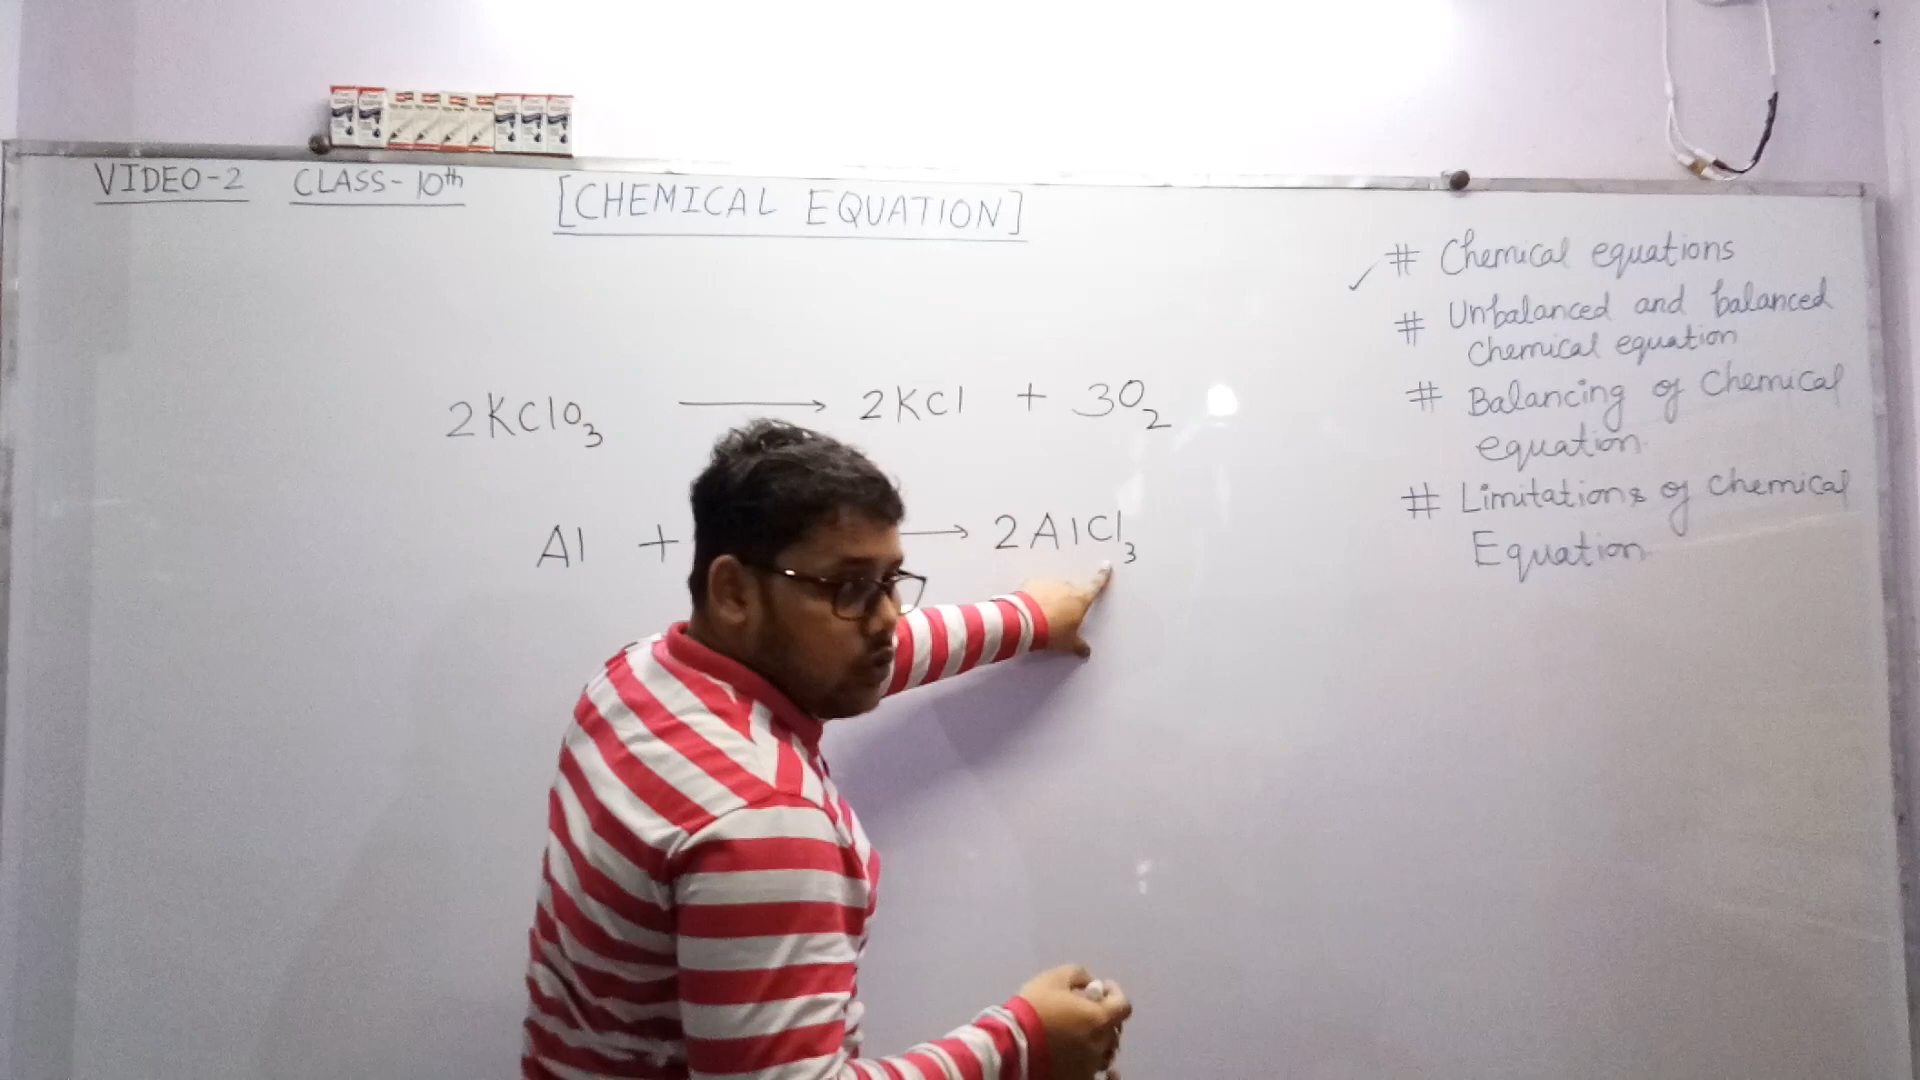 VIDEO-2 CLASS-10th [CHEMICAL EQUATION]
# Chemical equations
# Unbalanced and balanced
chemical equation
# Balancing of chemical
equation
# Limitations of chemical
Equation
2KClO₃ ⟶ 2KCl + 3O₂
Al + ⟶ 2AlCl₃